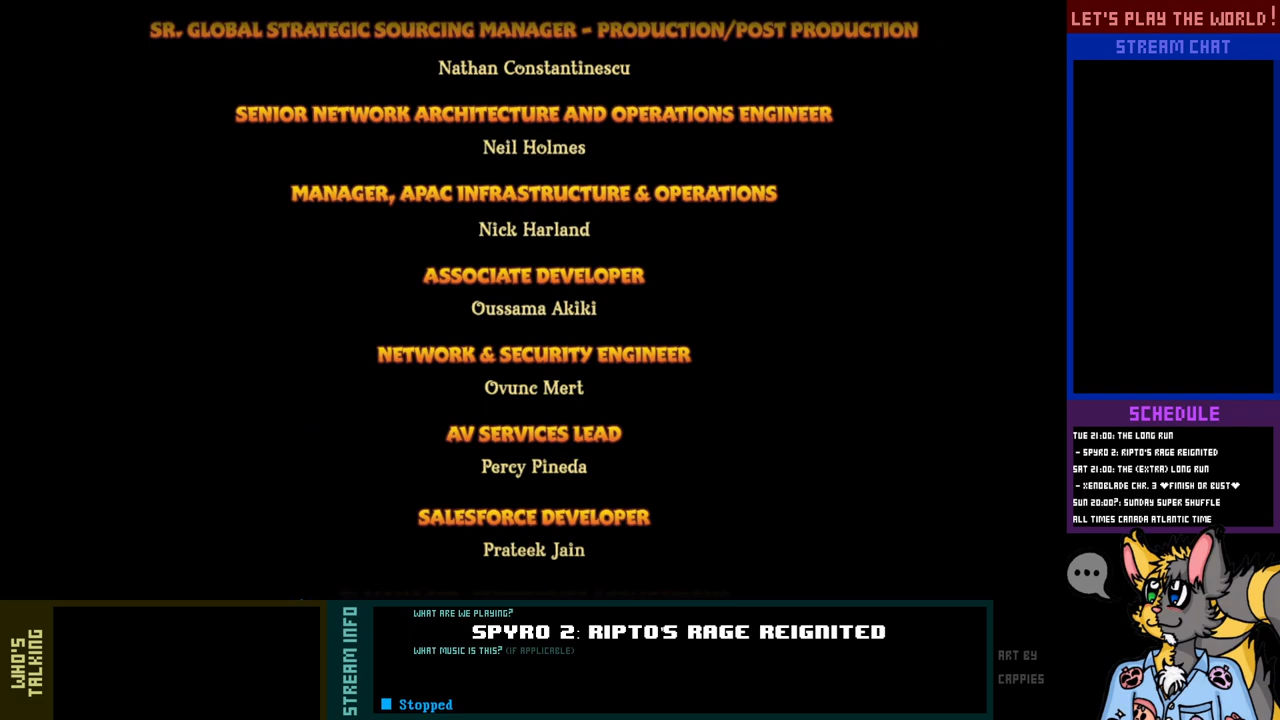 SR. GLOBAL STRATEGIC SOURCING MANAGER - PRODUCTION/POST PRODUCTION
Nathan Constantinescu
SENIOR NETWORK ARCHITECTURE AND OPERATIONS ENGINEER
Neil Holmes
MANAGER, APAC INFRASTRUCTURE & OPERATIONS
Nick Harland
ASSOCIATE DEVELOPER
Oussama Akiki
NETWORK & SECURITY ENGINEER
Ovunc Mert
AV SERVICES LEAD
Percy Pineda
SALESFORCE DEVELOPER
Prateek Jain
LET'S PLAY THE WORLD!
STREAM CHAT
SCHEDULE
TUE 21:00: THE LONG RUN
- SPYRO 2: RIPTO'S RAGE REIGNITED
SAT 21:00: THE (EXTRA) LONG RUN
- XENOBLADE CHR. 3 ♥FINISH OR BUST♥
SUN 20:00?: SUNDAY SUPER SHUFFLE
ALL TIMES CANADA ATLANTIC TIME
WHO'S
TALKING
STREAM INFO
WHAT ARE WE PLAYING?
SPYRO 2: RIPTO'S RAGE REIGNITED
WHAT MUSIC IS THIS? (IF APPLICABLE)
Stopped
ART BY
CAPPIES